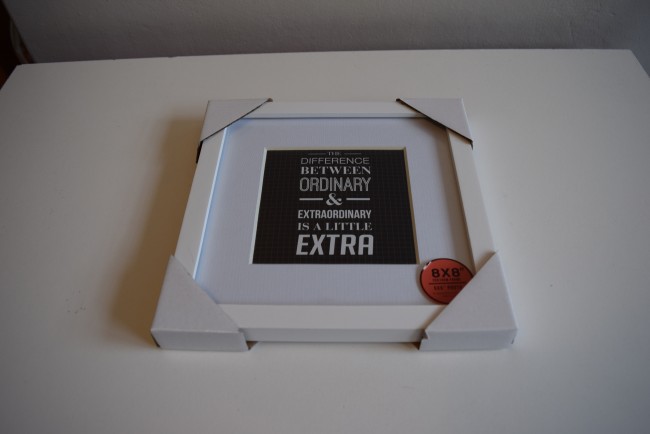 THE
DIFFERENCE
BETWEEN
ORDINARY
&
EXTRAORDINARY
IS A LITTLE
EXTRA
8X8"